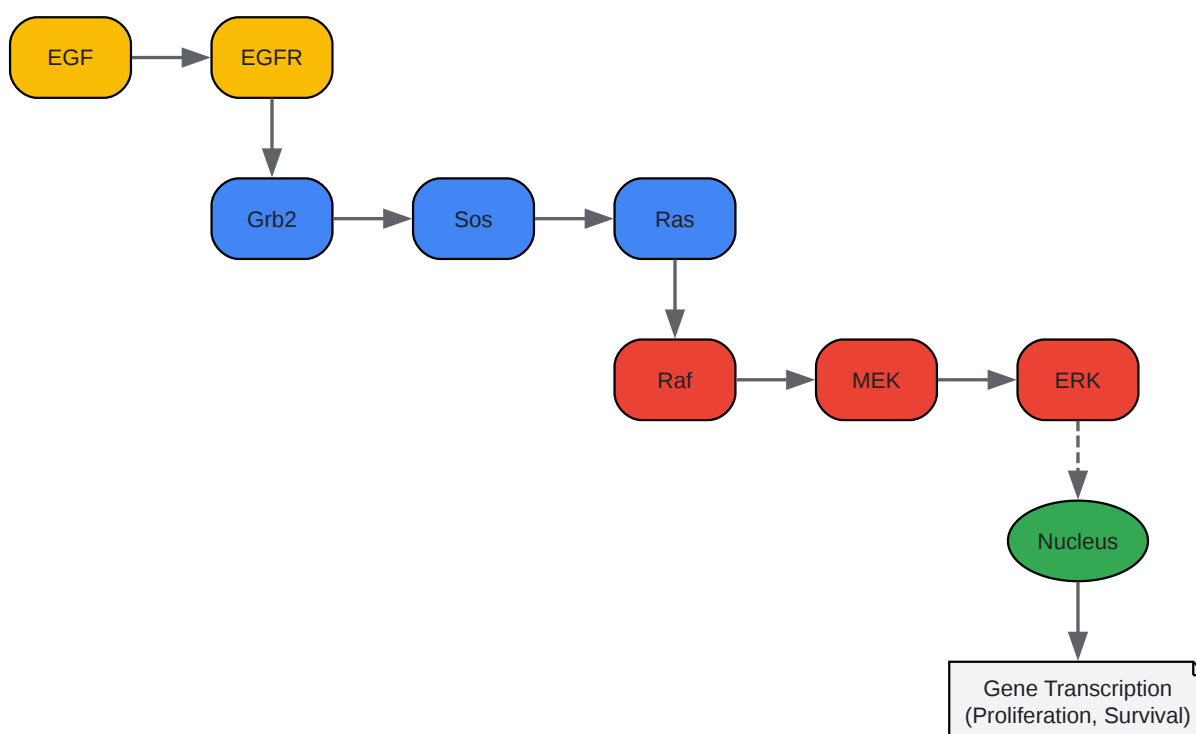 EGF
EGFR
Grb2
Sos
Ras
Raf
MEK
ERK
Nucleus
Gene Transcription
(Proliferation, Survival)